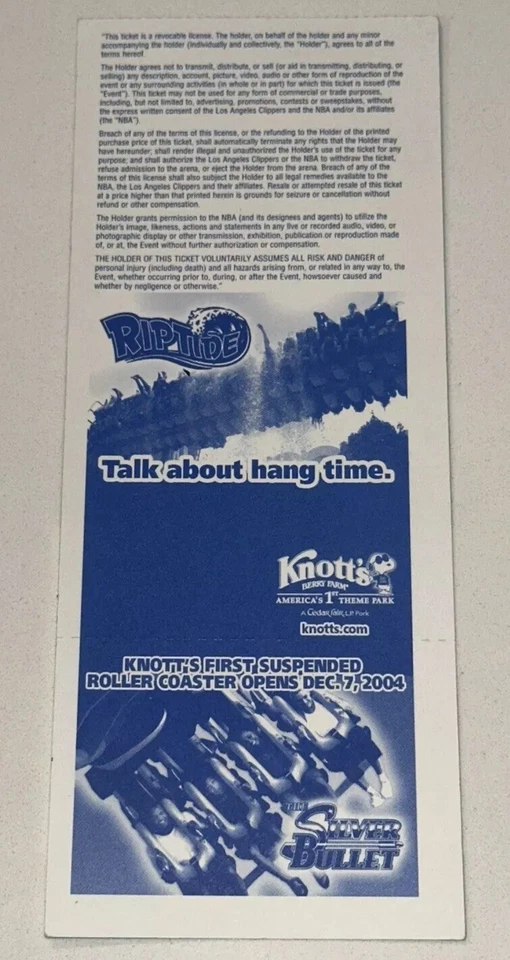 "This ticket is a revocable license. The holder, on behalf of the holder and any minor
accompanying the holder (individually and collectively, the "Holder"), agrees to all of the
terms hereof.
The Holder agrees not to transmit, distribute, or sell (or aid in transmitting, distributing, or
selling) any description, account, picture, video, audio or other form of reproduction of the
event or any surrounding activities (in whole or in part) for which this ticket is issued (the
"Event"). This ticket may not be used for any form of commercial or trade purposes,
including, but not limited to, advertising, promotions, contests or sweepstakes, without
the express written consent of the Los Angeles Clippers and the NBA and/or its affiliates
(the "NBA").
Breach of any of the terms of this license, or the refunding to the Holder of the printed
purchase price of this ticket, shall automatically terminate any rights that the Holder may
have hereunder; shall render illegal and unauthorized the Holder's use of the ticket for any
purpose; and shall authorize the Los Angeles Clippers or the NBA to withdraw the ticket,
refuse admission to the arena, or eject the Holder from the arena. Breach of any of the
terms of this license shall also subject the Holder to all legal remedies available to the
NBA, the Los Angeles Clippers and their affiliates. Resale or attempted resale of this ticket
at a price higher than that printed herein is grounds for seizure or cancellation without
refund or other compensation.
The Holder grants permission to the NBA (and its designees and agents) to utilize the
Holder's image, likeness, actions and statements in any live or recorded audio, video, or
photographic display or other transmission, exhibition, publication or reproduction made
of, or at, the Event without further authorization or compensation.
THE HOLDER OF THIS TICKET VOLUNTARILY ASSUMES ALL RISK AND DANGER of
personal injury (including death) and all hazards arising from, or related in any way to, the
Event, whether occurring prior to, during, or after the Event, howsoever caused and
whether by negligence or otherwise."
RIPTIDE
Talk about hang time.
Knott's
BERRY FARM
AMERICA'S 1ST THEME PARK
A Cedar Fair, L.P. Park
knotts.com
KNOTT'S FIRST SUSPENDED
ROLLER COASTER OPENS DEC. 7, 2004
THE
SILVER
BULLET